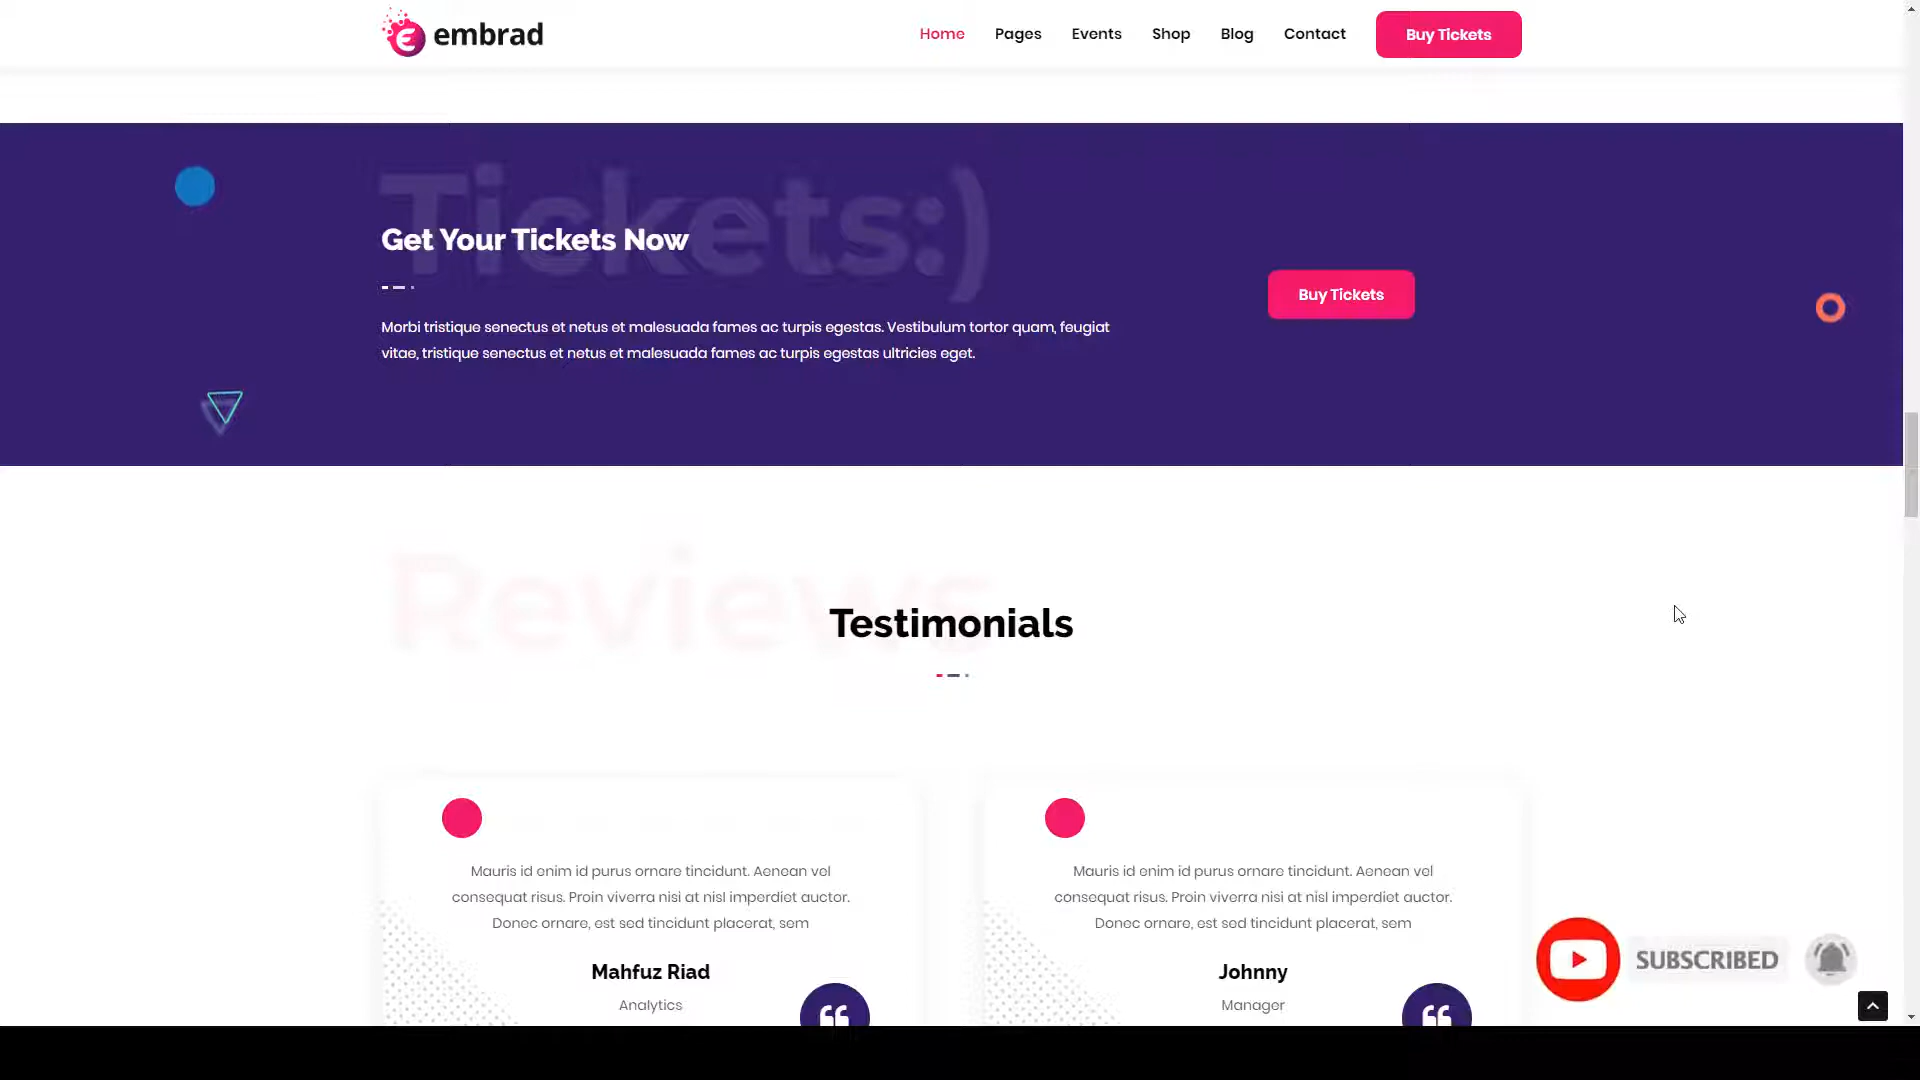 embrad
Home Pages Events Shop Blog Contact Buy Tickets
Tickets:)
Get Your Tickets Now
Morbi tristique senectus et netus et malesuada fames ac turpis egestas. Vestibulum tortor quam, feugiat
vitae, tristique senectus et netus et malesuada fames ac turpis egestas ultricies eget.
Buy Tickets
Reviews
Testimonials
Mauris id enim id purus ornare tincidunt. Aenean vel
consequat risus. Proin viverra nisi at nisl imperdiet auctor.
Donec ornare, est sed tincidunt placerat, sem
Mahfuz Riad
Analytics
Mauris id enim id purus ornare tincidunt. Aenean vel
consequat risus. Proin viverra nisi at nisl imperdiet auctor.
Donec ornare, est sed tincidunt placerat, sem
Johnny
Manager
SUBSCRIBED